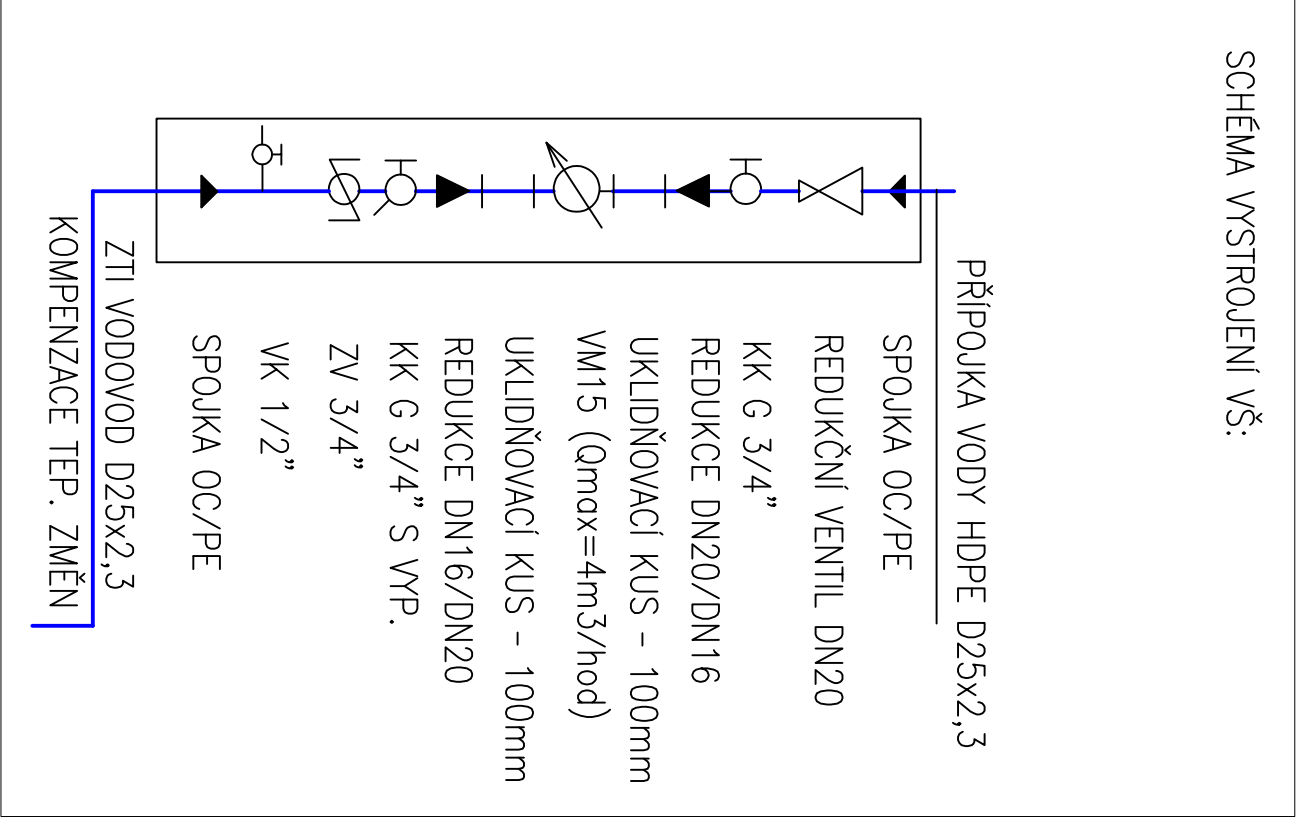 SCHÉMA VYSTROJENÍ VŠ:
PŘÍPOJKA VODY HDPE D25x2,3
SPOJKA OC/PE
REDUKČNÍ VENTIL DN20
KK G 3/4"
REDUKCE DN20/DN16
UKLIDŇOVACÍ KUS - 100mm
VM15 (Qmax=4m3/hod)
UKLIDŇOVACÍ KUS - 100mm
REDUKCE DN16/DN20
KK G 3/4" S VYP.
ZV 3/4"
VK 1/2"
SPOJKA OC/PE
ZTI VODOVOD D25x2,3
KOMPENZACE TEP. ZMĚN